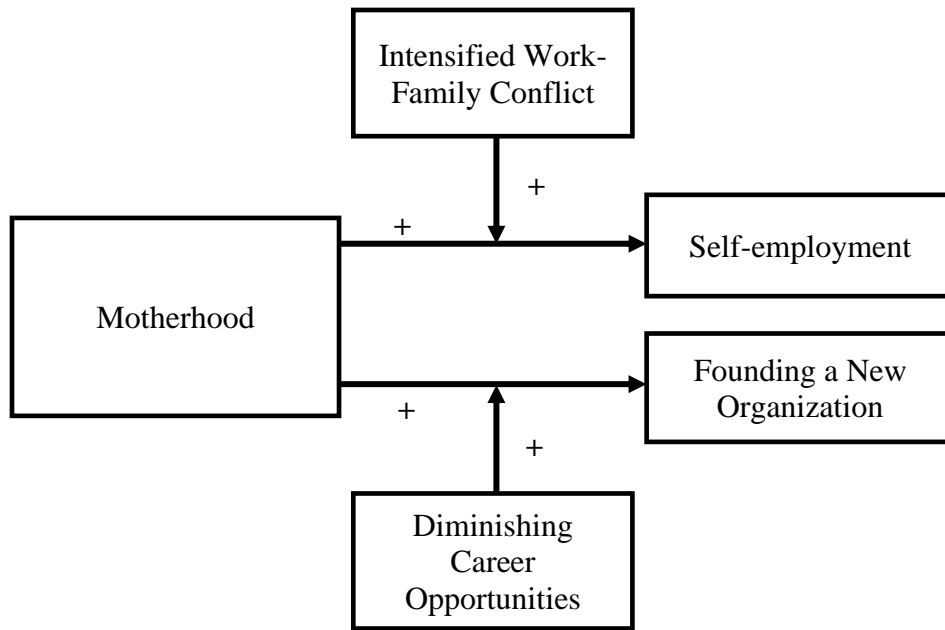 Intensified Work-
Family Conflict
+
+
Self-employment
Motherhood
Founding a New
Organization
+
+
Diminishing
Career
Opportunities